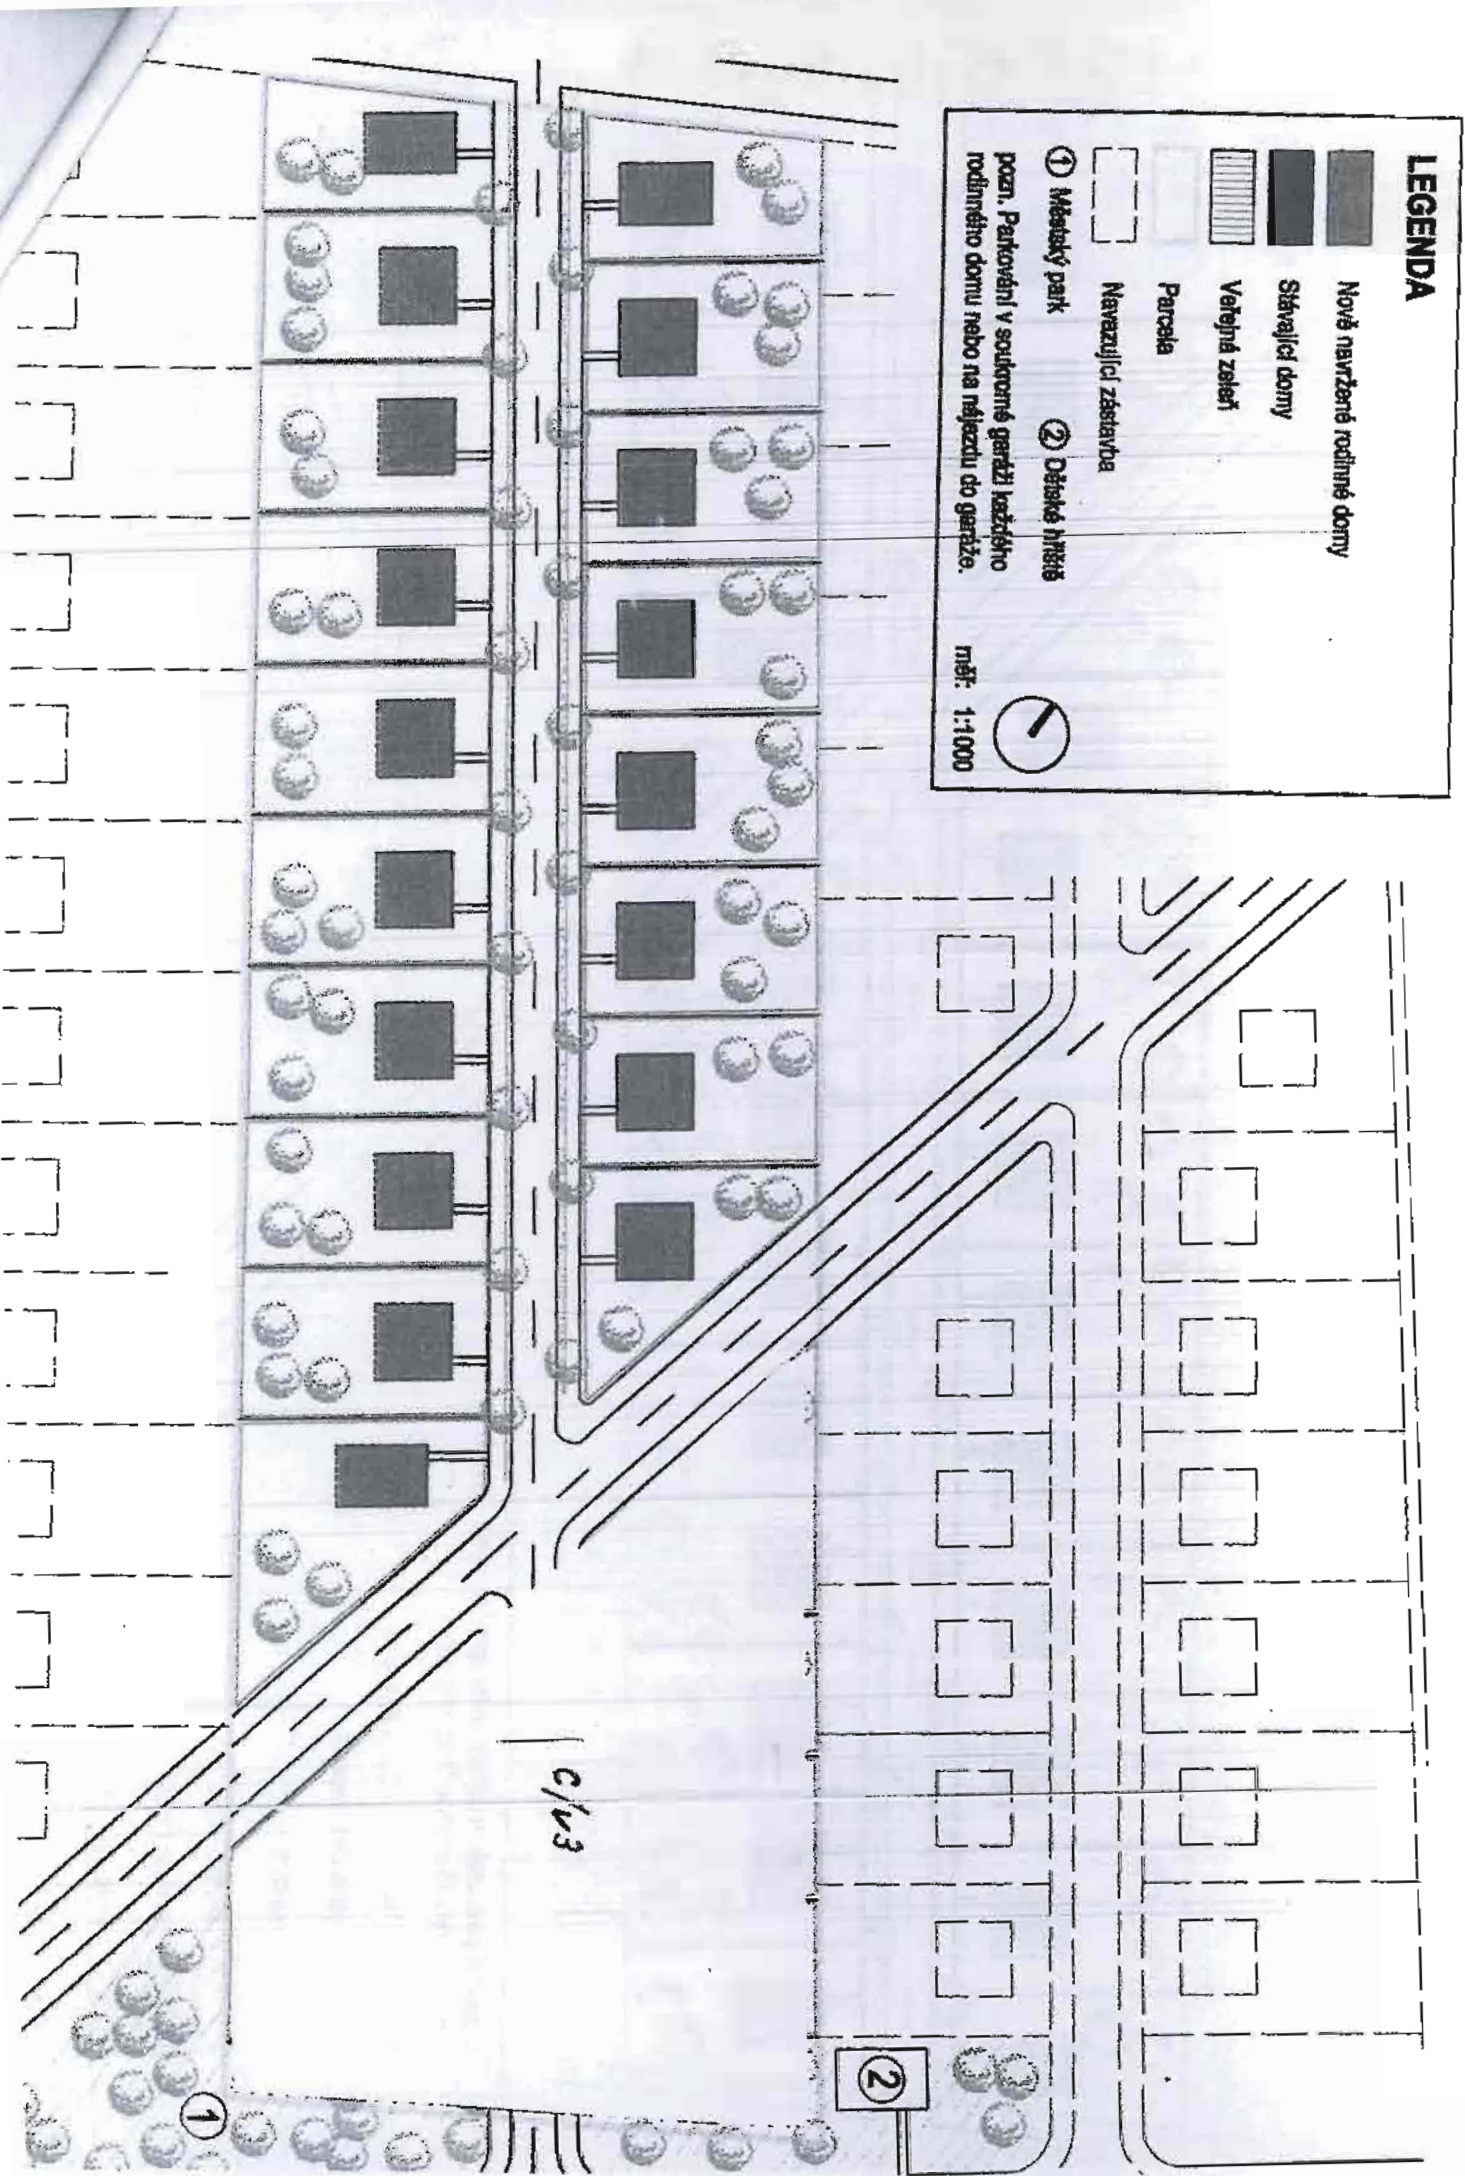 LEGENDA
Nově navržené rodinné domy
Stávající domy
Veřejná zeleň
Parcela
Navazující zástavba
① Městský park ② Dětské hřiště
pozn. Parkování v soukromé garáži každého
rodinného domu nebo na nájezdu do garáže.
měř: 1:1000
C/v3
②
①